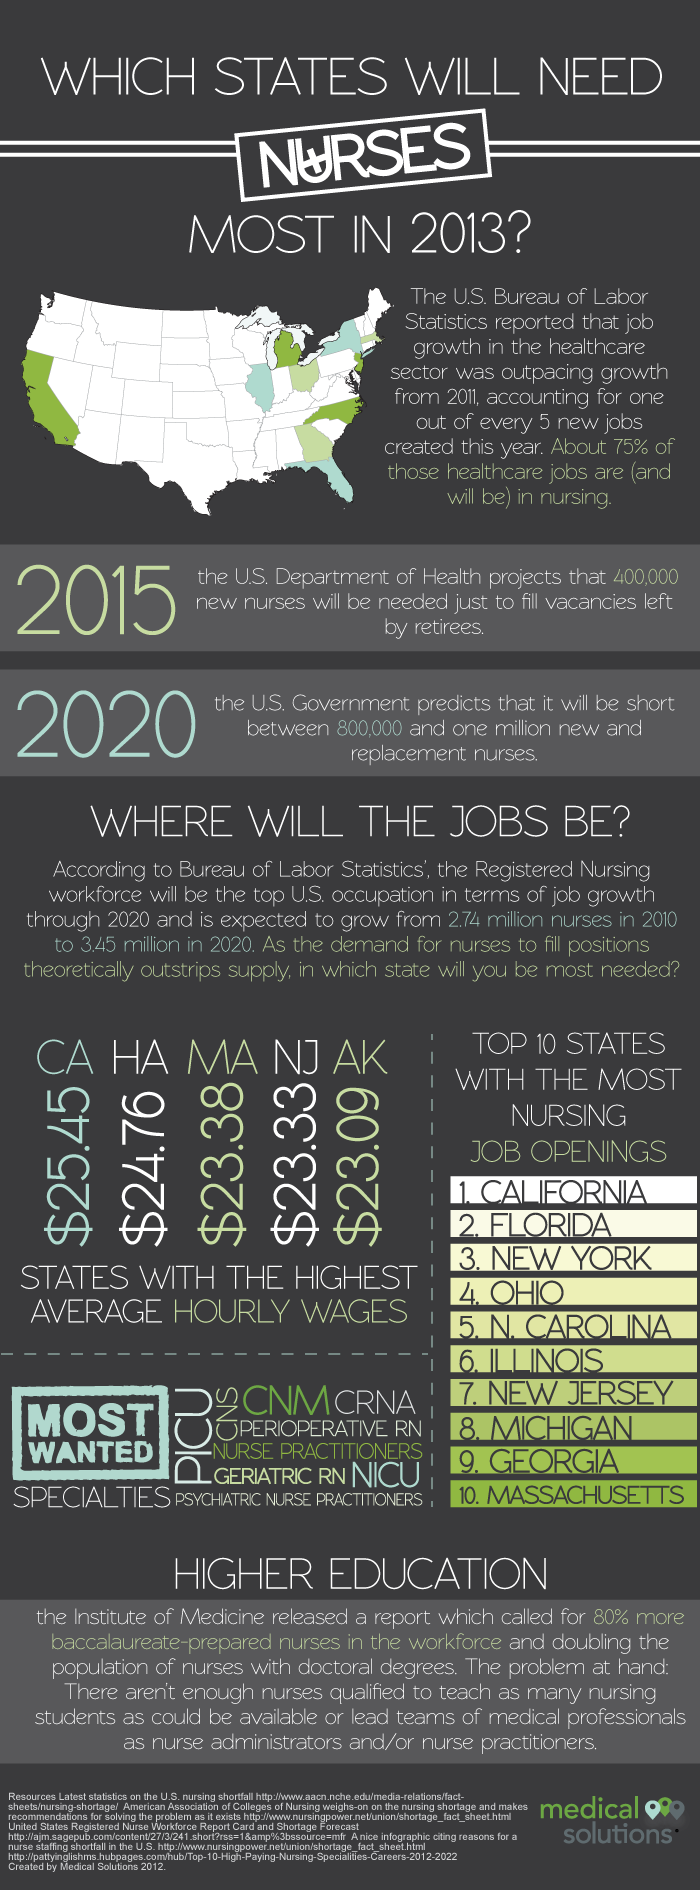 WHICH STATES WILL NEED
NURSES
MOST IN 2013?
The U.S. Bureau of Labor
Statistics reported that job
growth in the healthcare
sector was outpacing growth
from 2011, accounting for one
out of every 5 new jobs
created this year. About 75% of
those healthcare jobs are (and
will be) in nursing.
2015
the U.S. Department of Health projects that 400,000
new nurses will be needed just to fill vacancies left
by retirees.
2020
the U.S. Government predicts that it will be short
between 800,000 and one million new and
replacement nurses.
WHERE WILL THE JOBS BE?
According to Bureau of Labor Statistics', the Registered Nursing
workforce will be the top U.S. occupation in terms of job growth
through 2020 and is expected to grow from 2.74 million nurses in 2010
to 3.45 million in 2020. As the demand for nurses to fill positions
theoretically outstrips supply, in which state will you be most needed?
CA HA MA NJ AK
$25.45 $24.76 $23.38 $23.33 $23.09
STATES WITH THE HIGHEST
AVERAGE HOURLY WAGES
TOP 10 STATES
WITH THE MOST
NURSING
JOB OPENINGS
1. CALIFORNIA
2. FLORIDA
3. NEW YORK
4. OHIO
5. N. CAROLINA
6. ILLINOIS
7. NEW JERSEY
8. MICHIGAN
9. GEORGIA
10. MASSACHUSETTS
MOST
WANTED
SPECIALTIES
PICU
CNS
CNM CRNA
PERIOPERATIVE RN
NURSE PRACTITIONERS
GERIATRIC RN NICU
PSYCHIATRIC NURSE PRACTITIONERS
HIGHER EDUCATION
the Institute of Medicine released a report which called for 80% more
baccalaureate-prepared nurses in the workforce and doubling the
population of nurses with doctoral degrees. The problem at hand:
There aren't enough nurses qualified to teach as many nursing
students as could be available or lead teams of medical professionals
as nurse administrators and/or nurse practitioners.
Resources Latest statistics on the U.S. nursing shortfall http://www.aacn.nche.edu/media-relations/fact-
sheets/nursing-shortage/ American Association of Colleges of Nursing weighs-on on the nursing shortage and makes
recommendations for solving the problem as it exists http://www.nursingpower.net/union/shortage_fact_sheet.html
United States Registered Nurse Workforce Report Card and Shortage Forecast
http://ajm.sagepub.com/content/27/3/241.short?rss=1&amp%3bssource=mfr A nice infographic citing reasons for a
nurse staffing shortfall in the U.S. http://www.nursingpower.net/union/shortage_fact_sheet.html
http://pattyinglishms.hubpages.com/hub/Top-10-High-Paying-Nursing-Specialities-Careers-2012-2022
Created by Medical Solutions 2012.
medical
solutions